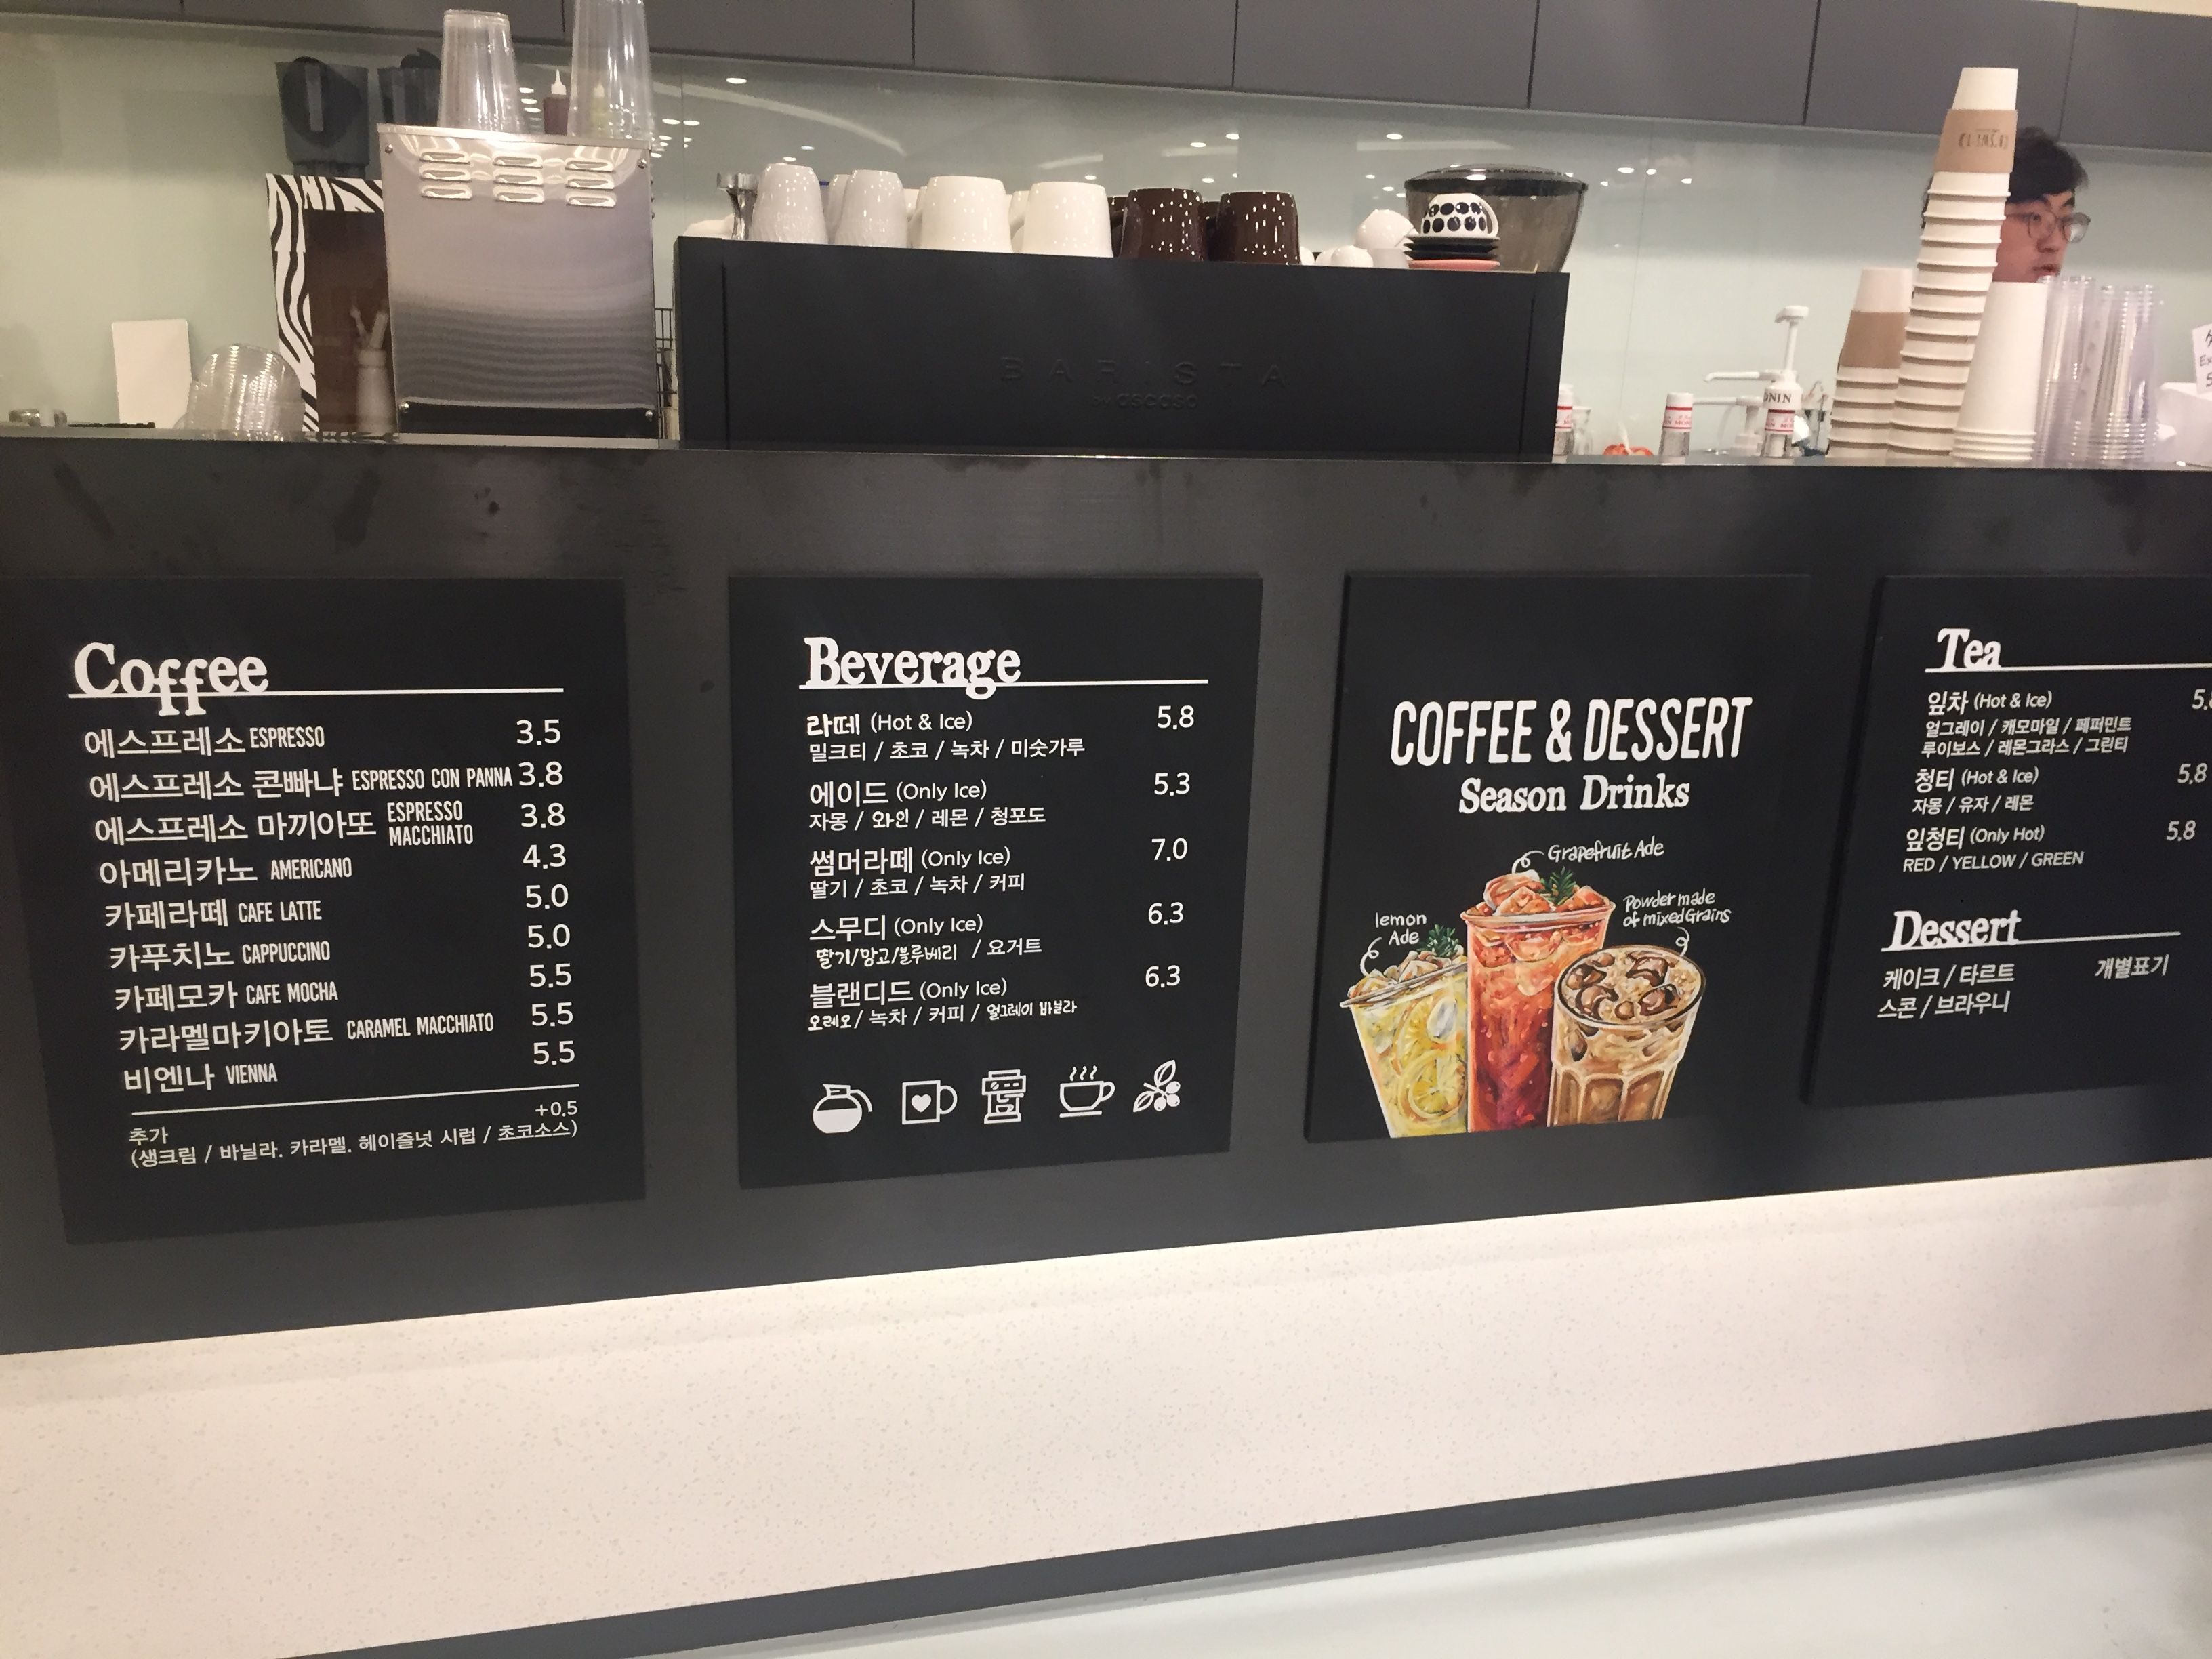 BARISTA
by ascaso
ONIN
Coffee
에스프레소 ESPRESSO 3.5
에스프레소 콘빠냐 ESPRESSO CON PANNA 3.8
에스프레소 마끼아또 ESPRESSO MACCHIATO 3.8
아메리카노 AMERICANO 4.3
카페라떼 CAFE LATTE 5.0
카푸치노 CAPPUCCINO 5.0
카페모카 CAFE MOCHA 5.5
카라멜마키아토 CARAMEL MACCHIATO 5.5
비엔나 VIENNA 5.5
+0.5
추가
(생크림 / 바닐라. 카라멜. 헤이즐넛 시럽 / 초코소스)
Beverage
라떼 (Hot & Ice) 5.8
밀크티 / 초코 / 녹차 / 미숫가루
에이드 (Only Ice) 5.3
자몽 / 와인 / 레몬 / 청포도
썸머라떼 (Only Ice) 7.0
딸기 / 초코 / 녹차 / 커피
스무디 (Only Ice) 6.3
딸기/망고/블루베리 / 요거트
블랜디드 (Only Ice) 6.3
오레오/ 녹차 / 커피 / 얼그레이 바닐라
COFFEE & DESSERT
Season Drinks
Grapefruit Ade
lemon
Ade
Powder made
of mixed Grains
Tea
잎차 (Hot & Ice)
얼그레이 / 캐모마일 / 페퍼민트
루이보스 / 레몬그라스 / 그린티
청티 (Hot & Ice) 5.8
자몽 / 유자 / 레몬
잎청티 (Only Hot) 5.8
RED / YELLOW / GREEN
Dessert
케이크 / 타르트 개별표기
스콘 / 브라우니